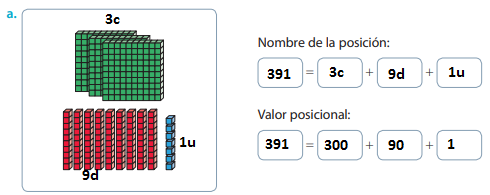 a.
3c
9d
1u
Nombre de la posición:
391 = 3c + 9d + 1u
Valor posicional:
391 = 300 + 90 + 1